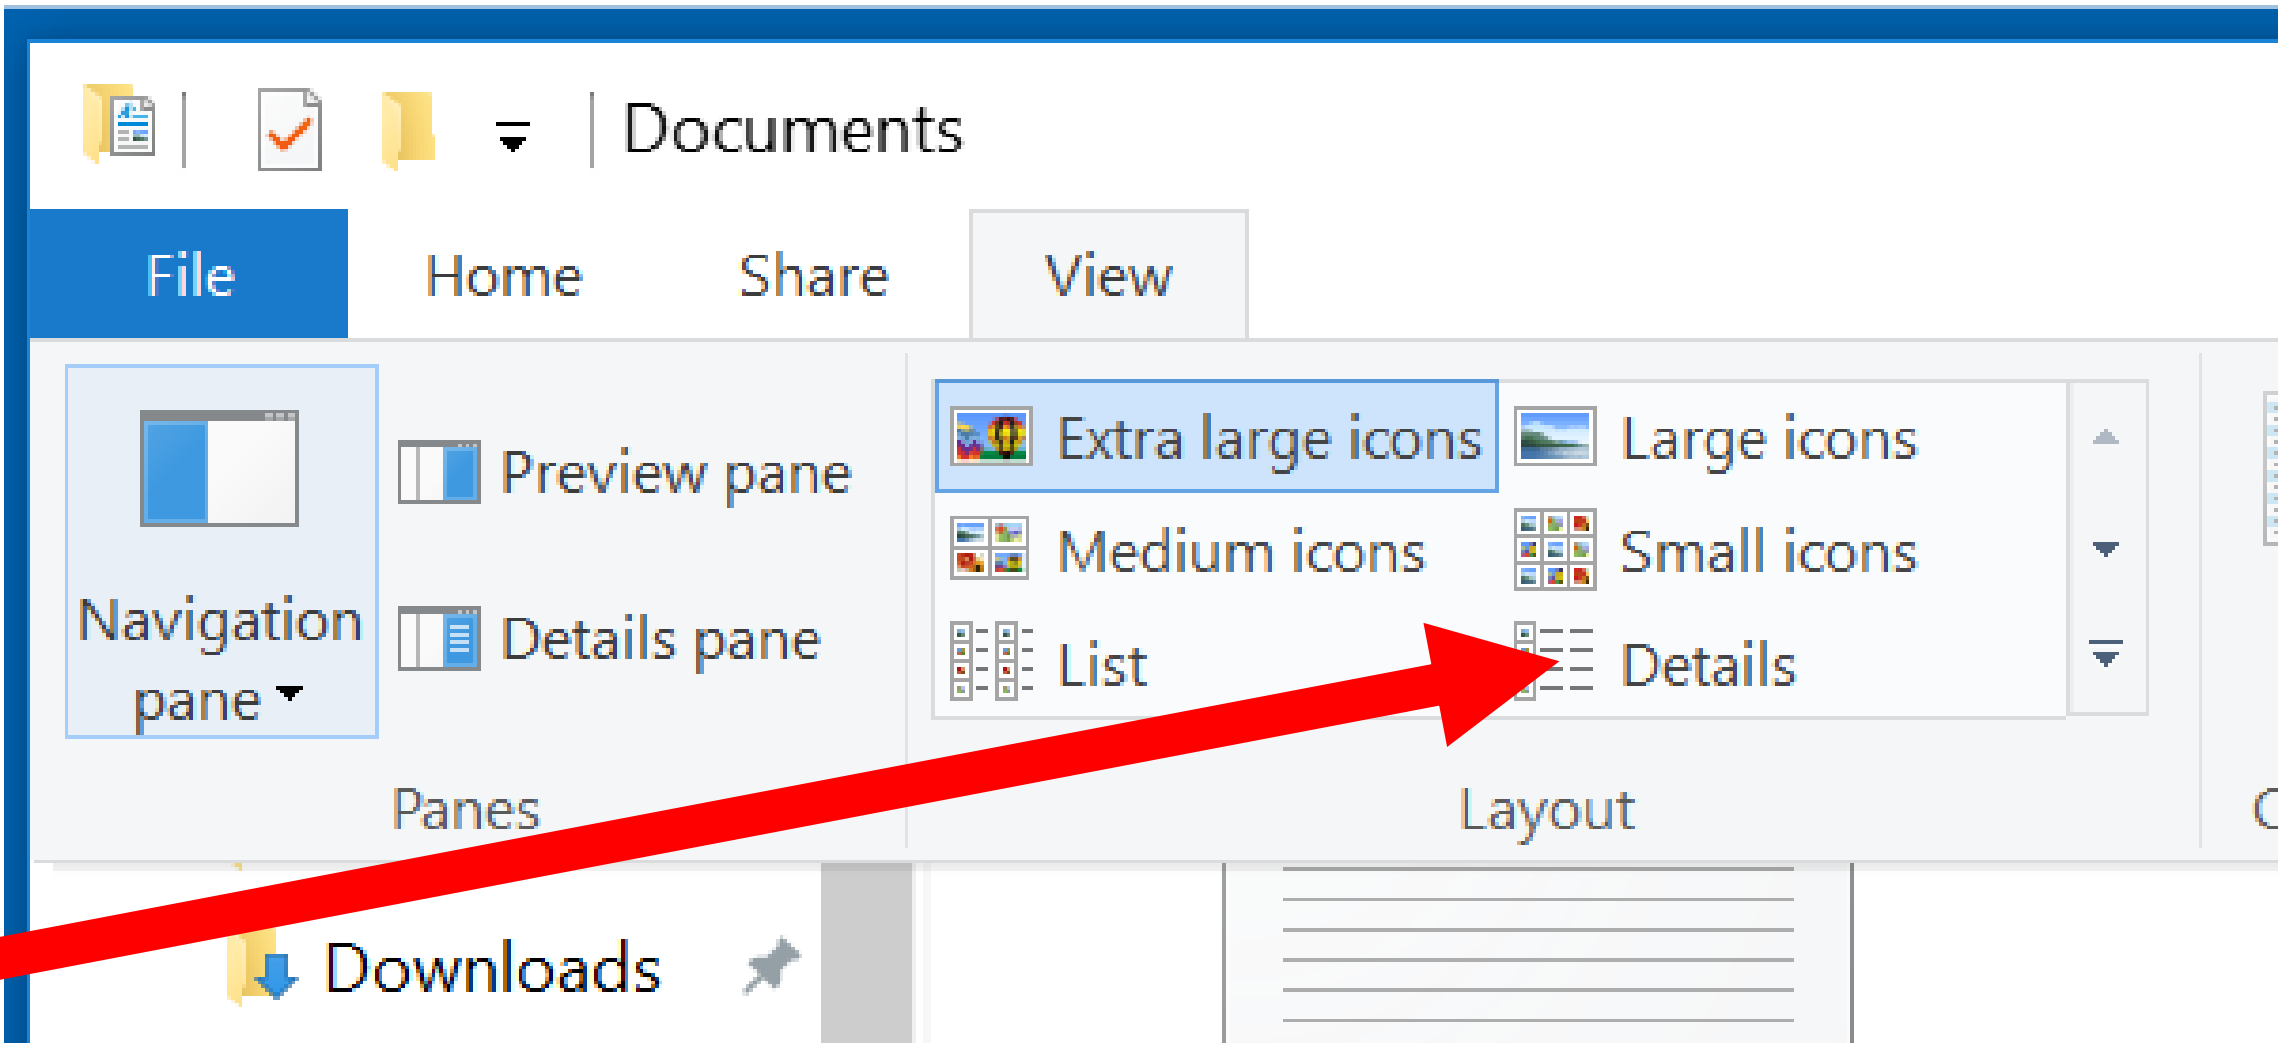 Documents
File Home Share View
Navigation pane
Preview pane
Details pane
Panes
Extra large icons Large icons
Medium icons Small icons
List Details
Layout
Downloads